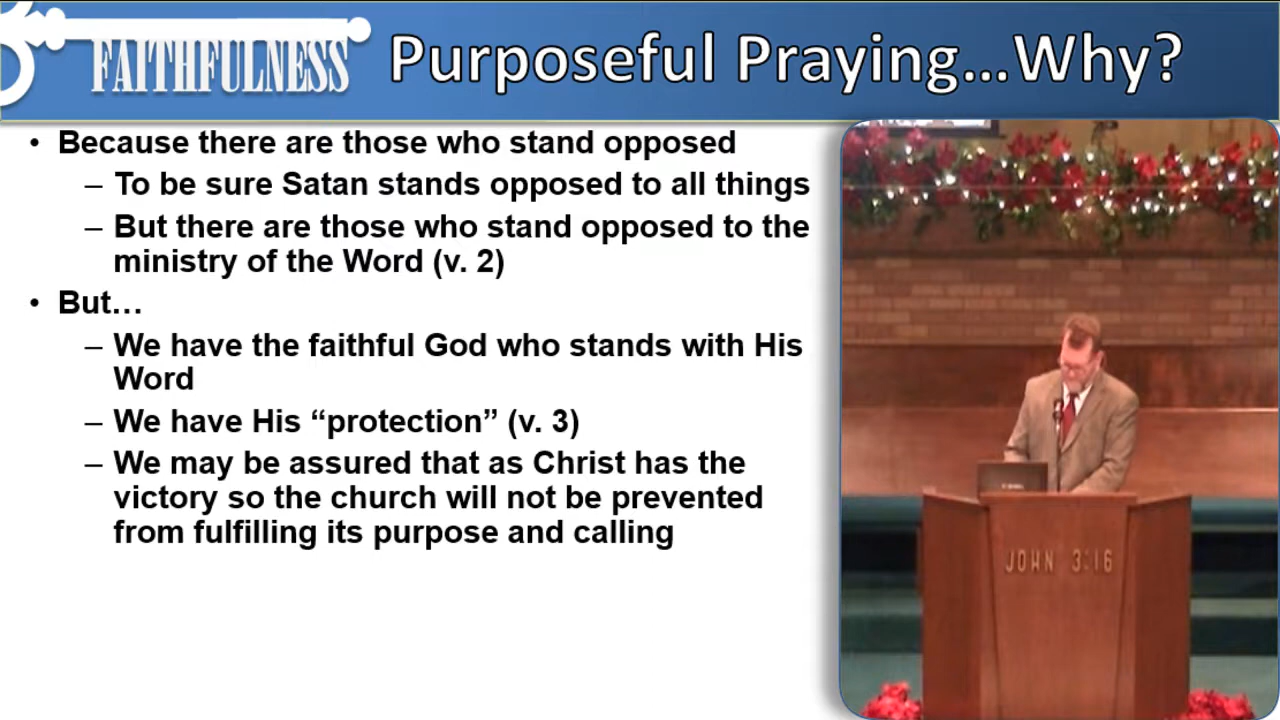 FAITHFULNESS
Purposeful Praying…Why?
• Because there are those who stand opposed
– To be sure Satan stands opposed to all things
– But there are those who stand opposed to the
ministry of the Word (v. 2)
• But…
– We have the faithful God who stands with His
Word
– We have His “protection” (v. 3)
– We may be assured that as Christ has the
victory so the church will not be prevented
from fulfilling its purpose and calling
JOHN 3:16